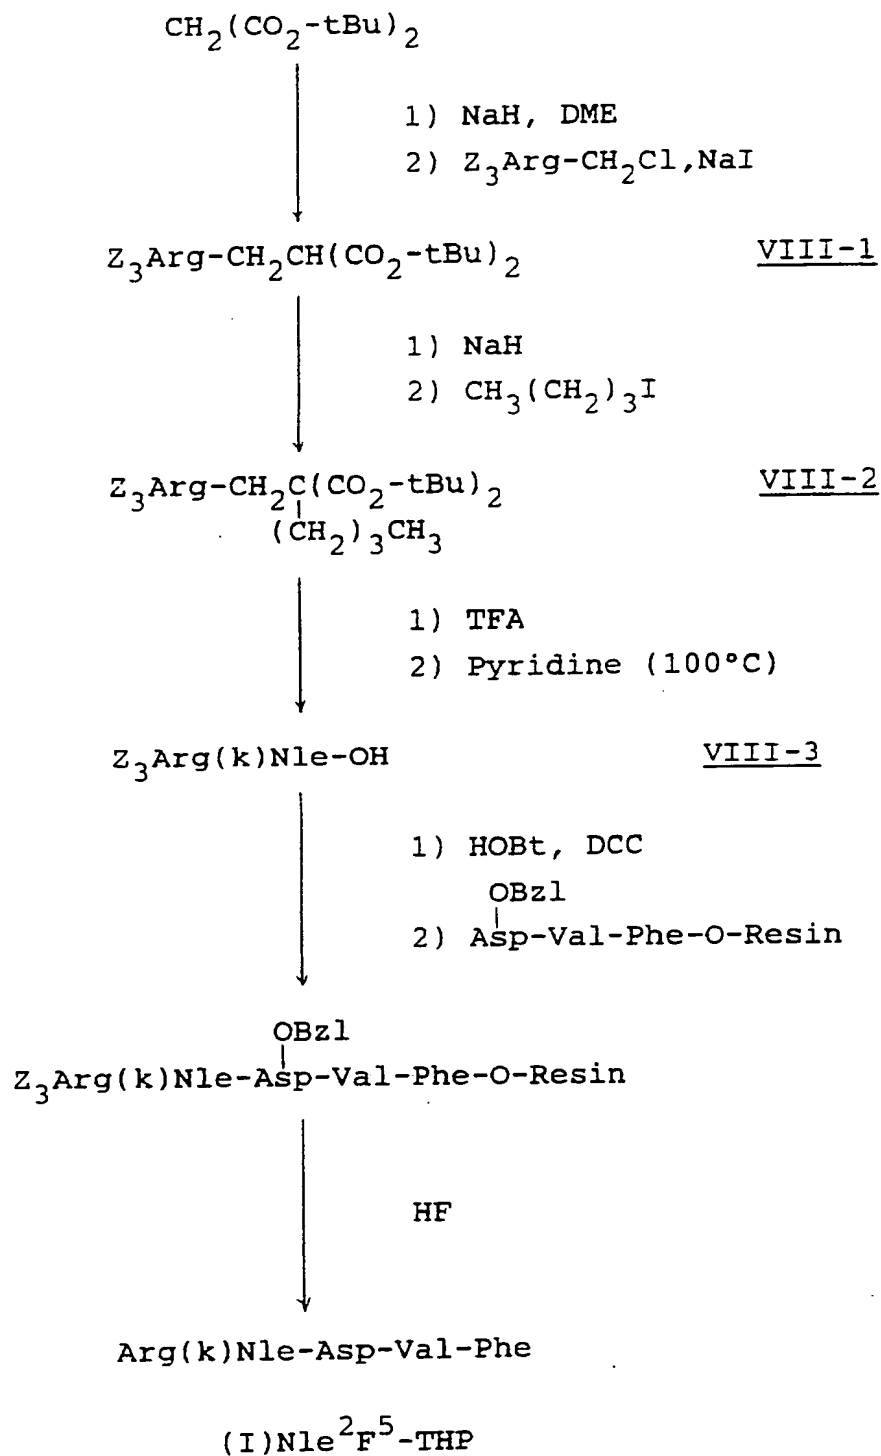 CH2(CO2-tBu)2
1) NaH, DME
2) Z3Arg-CH2Cl,NaI
Z3Arg-CH2CH(CO2-tBu)2 VIII-1
1) NaH
2) CH3(CH2)3I
Z3Arg-CH2C(CO2-tBu)2 VIII-2
(CH2)3CH3
1) TFA
2) Pyridine (100°C)
Z3Arg(k)Nle-OH VIII-3
1) HOBt, DCC
OBzl
2) Asp-Val-Phe-O-Resin
OBzl
Z3Arg(k)Nle-Asp-Val-Phe-O-Resin
HF
Arg(k)Nle-Asp-Val-Phe
(I)Nle2F5-THP